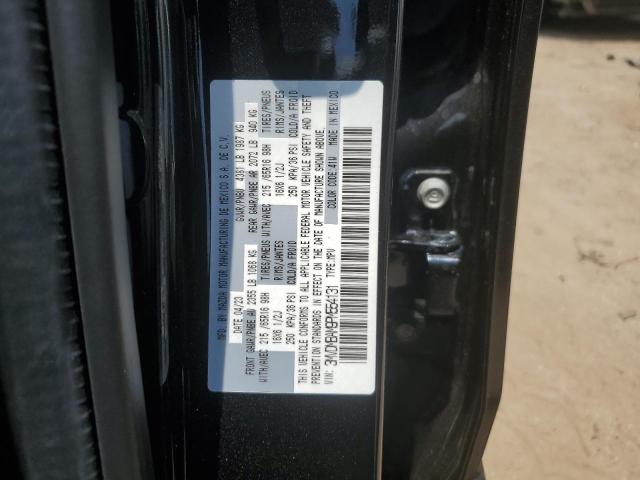 MFD. BY MAZDA MOTOR MANUFACTURING DE MEXICO S.A. DE C.V.
DATE 04/23 GVWR/PNBV 4381 LB 1987 KG
FRONT GAWR/PNBE AV 2355 LB 1068 KG REAR GAWR/PNBE AR 2072 LB 940 KG
WITH/AVEC 215 /65R16 98H TIRES/PNEUS WITH/AVEC 215 /65R16 98H TIRES/PNEUS
16X6 1/2J RIMS/JANTES 16X6 1/2J RIMS/JANTES
250 KPA/36 PSI COLD/A FROID 250 KPA/36 PSI COLD/A FROID
THIS VEHICLE CONFORMS TO ALL APPLICABLE FEDERAL MOTOR VEHICLE SAFETY AND THEFT
PREVENTION STANDARDS IN EFFECT ON THE DATE OF MANUFACTURE SHOWN ABOVE.
VIN: TYPE: MPV COLOR CODE: 41W MADE IN MEXICO